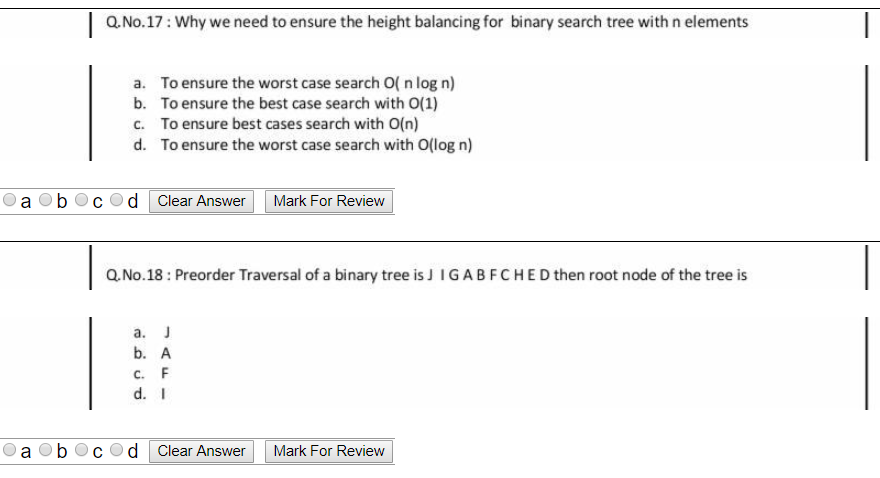 Q.No.17 : Why we need to ensure the height balancing for binary search tree with n elements
a. To ensure the worst case search O( n log n)
b. To ensure the best case search with O(1)
c. To ensure best cases search with O(n)
d. To ensure the worst case search with O(log n)
a b c d Clear Answer Mark For Review
Q.No.18 : Preorder Traversal of a binary tree is J I G A B F C H E D then root node of the tree is
a. J
b. A
c. F
d. I
a b c d Clear Answer Mark For Review